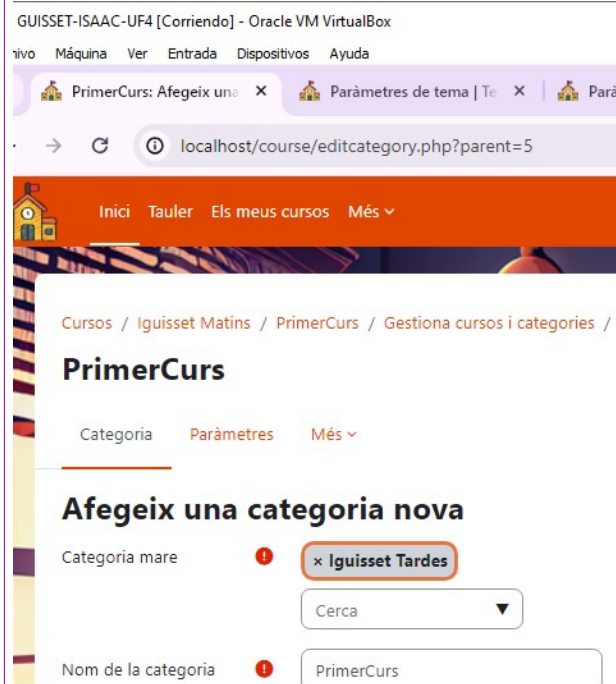 GUISSET-ISAAC-UF4 [Corriendo] - Oracle VM VirtualBox
Máquina Ver Entrada Dispositivos Ayuda
PrimerCurs: Afegeix una Paràmetres de tema | Te
localhost/course/editcategory.php?parent=5
Inici Tauler Els meus cursos Més
Cursos / Iguisset Matins / PrimerCurs / Gestiona cursos i categories /
PrimerCurs
Categoria Paràmetres Més
Afegeix una categoria nova
Categoria mare × Iguisset Tardes
Cerca
Nom de la categoria PrimerCurs